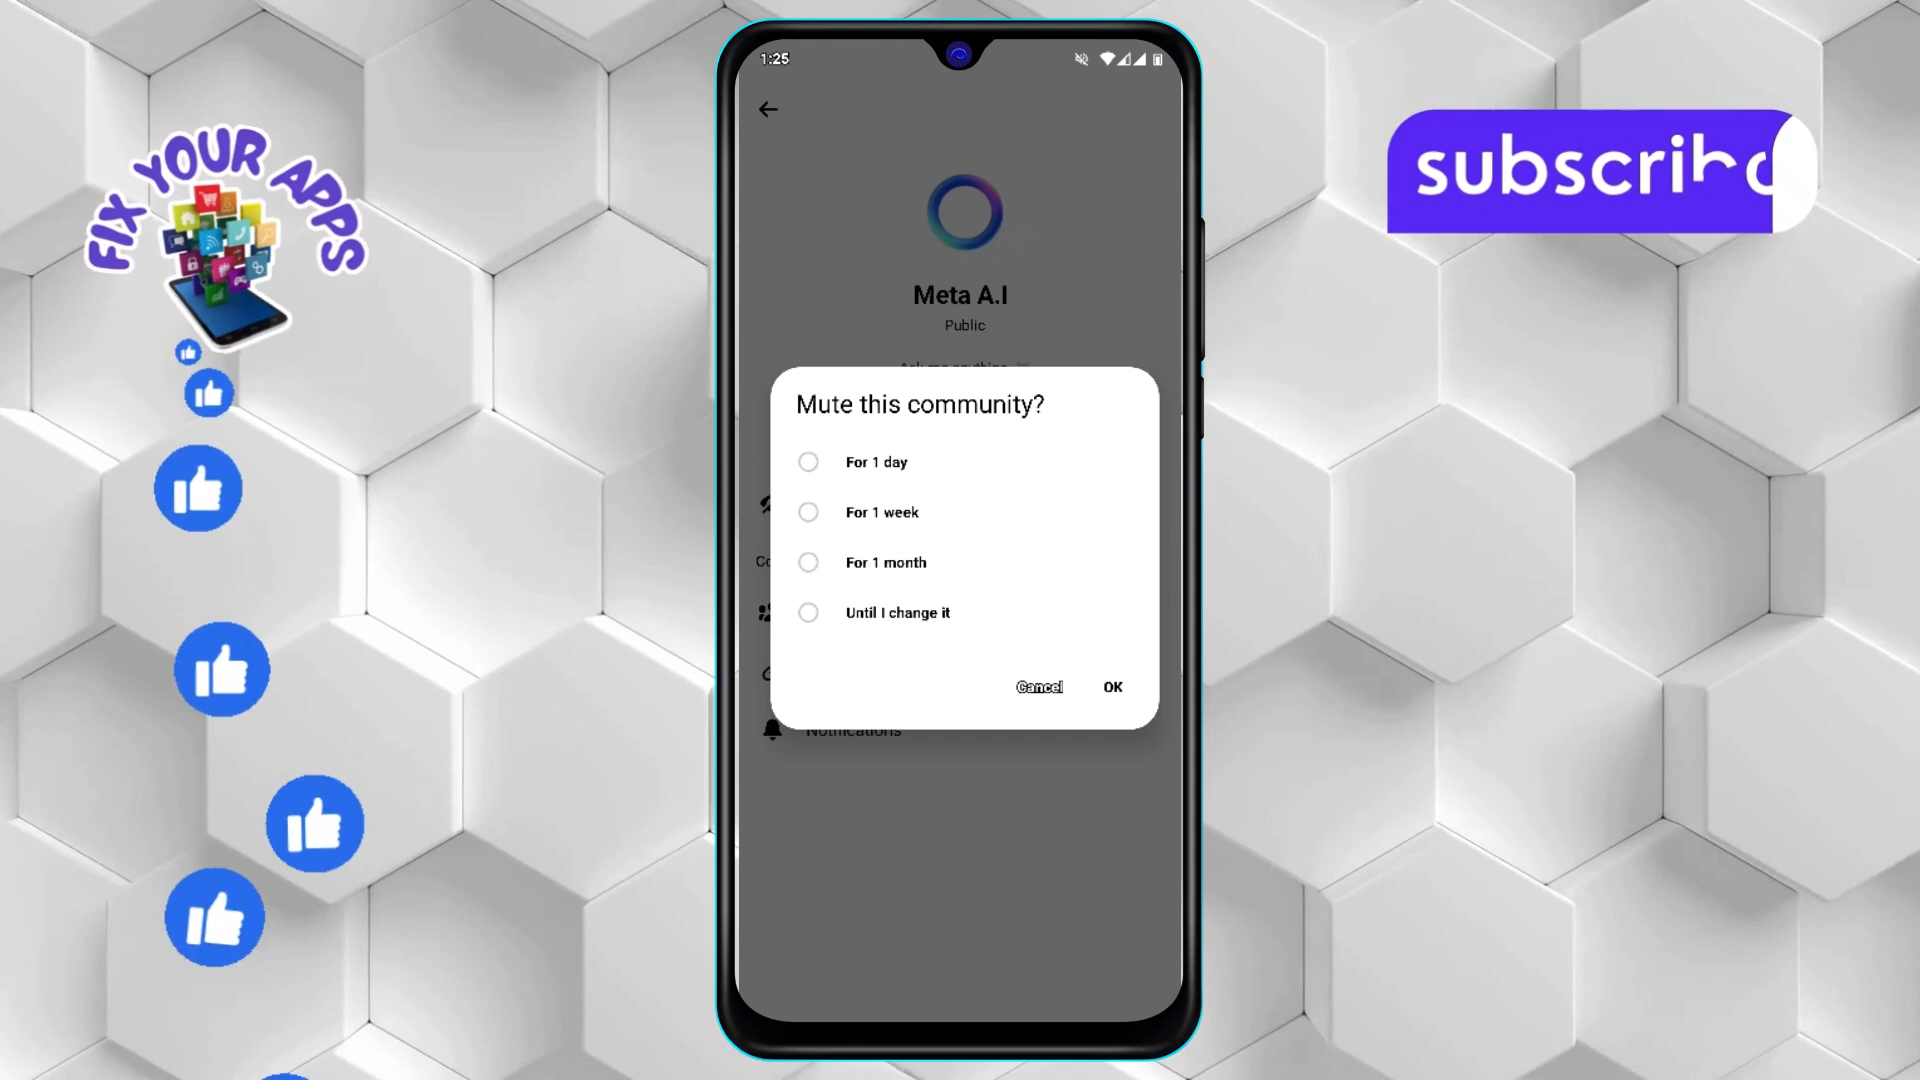 FIX YOUR APPS
1:25
Meta A.I
Public
Mute this community?
For 1 day
For 1 week
For 1 month
Until I change it
Cancel
OK
Notifications